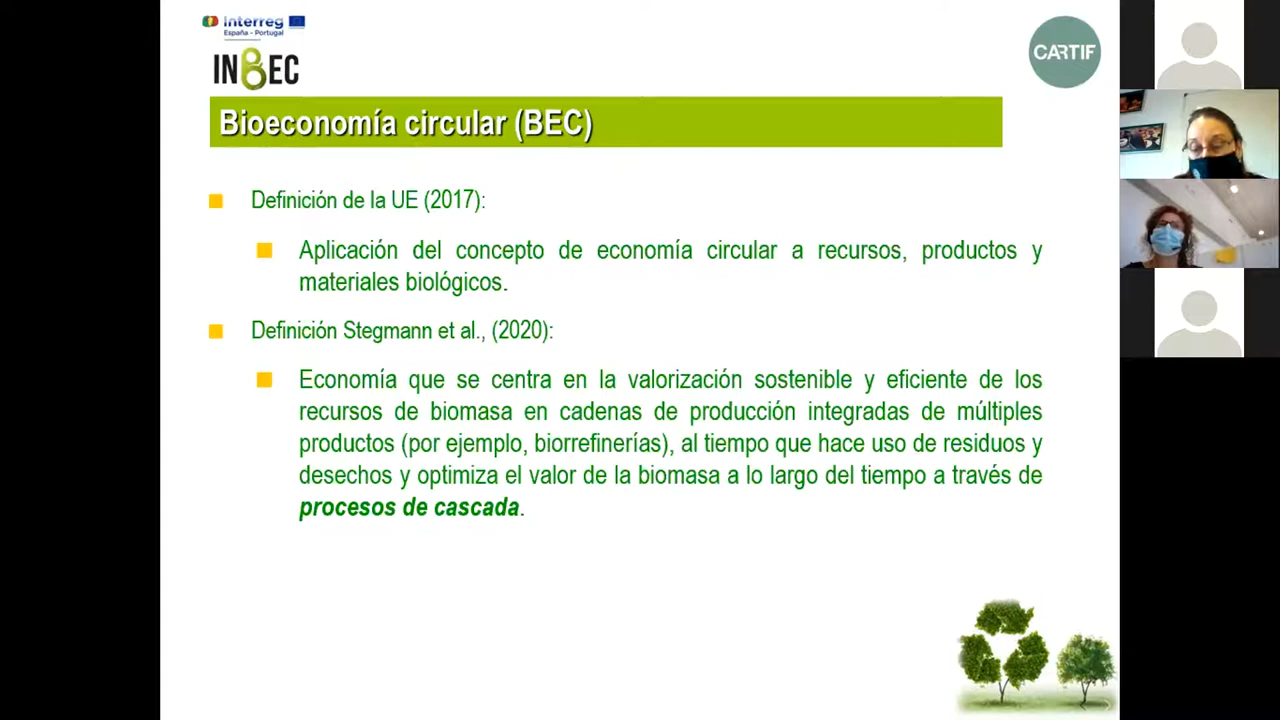 Interreg
España - Portugal
INBEC
CARTIF
Bioeconomía circular (BEC)
Definición de la UE (2017):
Aplicación del concepto de economía circular a recursos, productos y
materiales biológicos.
Definición Stegmann et al., (2020):
Economía que se centra en la valorización sostenible y eficiente de los
recursos de biomasa en cadenas de producción integradas de múltiples
productos (por ejemplo, biorrefinerías), al tiempo que hace uso de residuos y
desechos y optimiza el valor de la biomasa a lo largo del tiempo a través de
procesos de cascada.